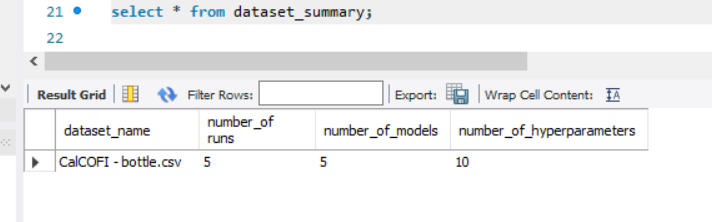 21 select * from dataset_summary;
22
Result Grid Filter Rows: Export: Wrap Cell Content: IA
dataset_name number_of runs number_of_models number_of_hyperparameters
CalCOFI - bottle.csv 5 5 10